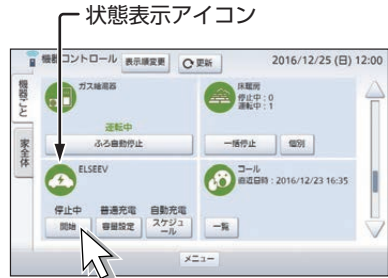 状態表示アイコン
機器コントロール 表示順変更 更新 2016/12/25 (日) 12:00
機器ごと
家全体
ガス給湯器
運転中
ふろ自動停止
床暖房
停止中：0
運転中：1
一括停止 個別
ELSEEV
停止中 普通充電 自動充電
開始 容量設定 スケジュール
コール
直近日時：2016/12/23 16:35
一覧
メニュー